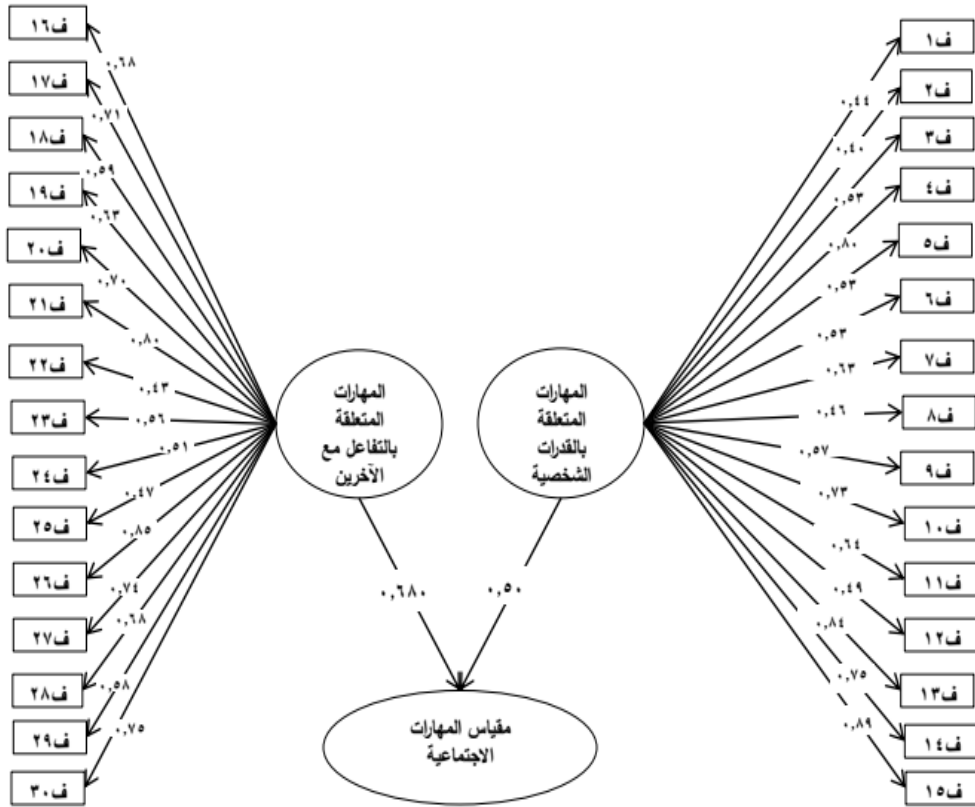 ف١
ف٢
ف٣
ف٤
ف٥
ف٦
ف٧
ف٨
ف٩
ف١٠
ف١١
ف١٢
ف١٣
ف١٤
ف١٥
٠,٤٤
٠,٤٠
٠,٥٣
٠,٨٠
٠,٥٣
٠,٥٣
٠,٦٣
٠,٤٦
٠,٥٧
٠,٧٣
٠,٦٤
٠,٤٩
٠,٨٤
٠,٧٥
٠,٨٩
المهارات
المتعلقة
بالقدرات
الشخصية
المهارات
المتعلقة
بالتفاعل مع
الآخرين
٠,٦٨
٠,٧١
٠,٥٩
٠,٦٣
٠,٧٠
٠,٨٠
٠,٤٣
٠,٥٦
٠,٥١
٠,٤٧
٠,٨٥
٠,٧٤
٠,٦٨
٠,٥٨
٠,٧٥
ف١٦
ف١٧
ف١٨
ف١٩
ف٢٠
ف٢١
ف٢٢
ف٢٣
ف٢٤
ف٢٥
ف٢٦
ف٢٧
ف٢٨
ف٢٩
ف٣٠
٠,٥٠
٠,٦٨٠
مقياس المهارات
الاجتماعية